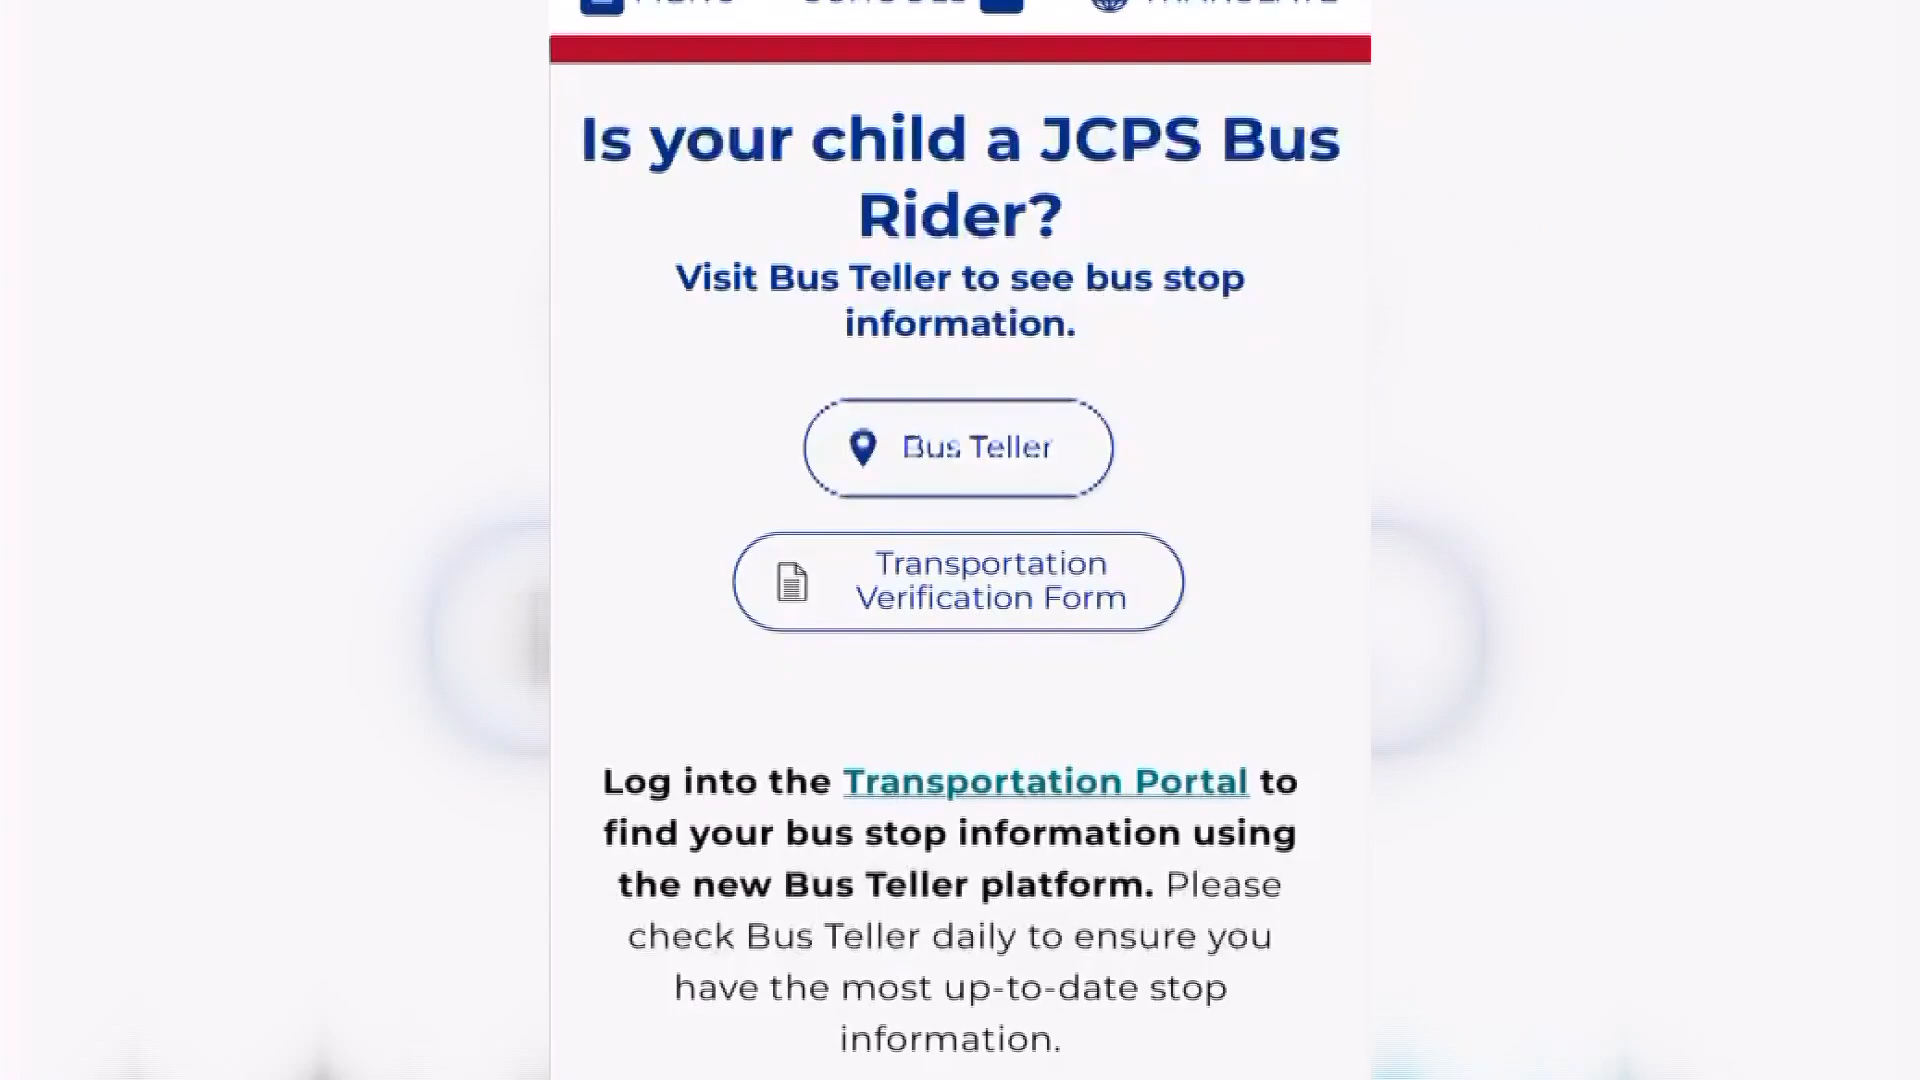 Is your child a JCPS Bus
Rider?
Visit Bus Teller to see bus stop
information.
Bus Teller
Transportation
Verification Form
Log into the Transportation Portal to
find your bus stop information using
the new Bus Teller platform. Please
check Bus Teller daily to ensure you
have the most up-to-date stop
information.